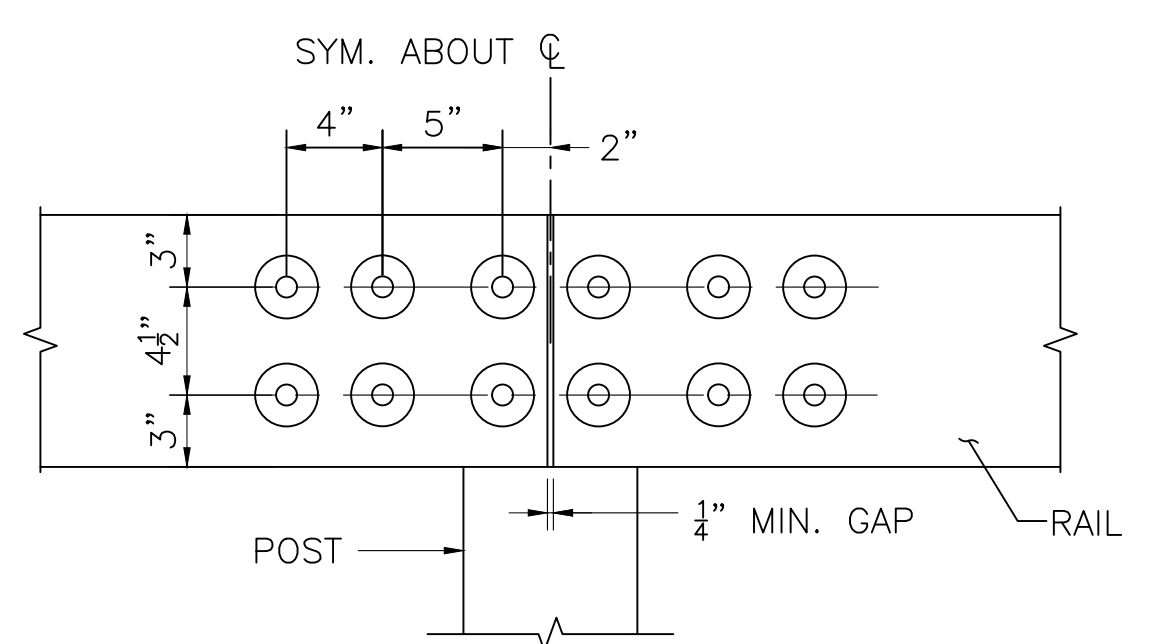 SYM. ABOUT ℄
4” 5” 2”
3”
4½”
3”
¼” MIN. GAP
POST
RAIL